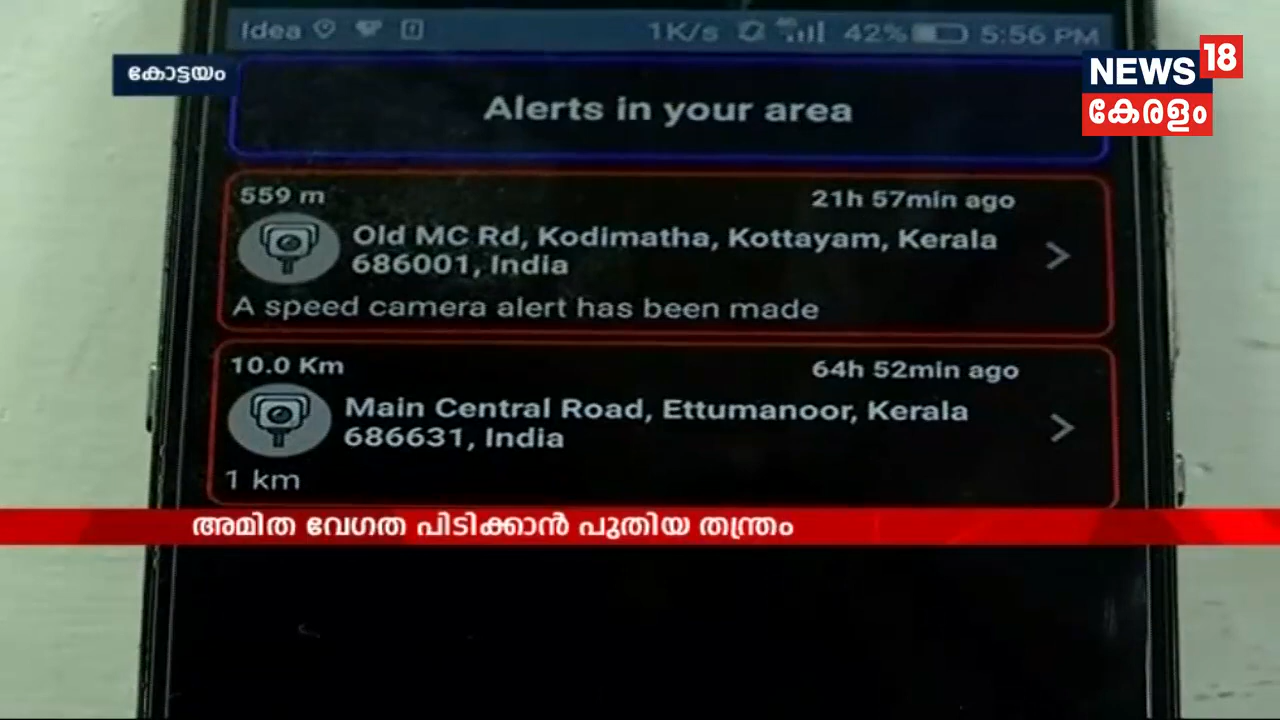 Idea 1K/s 42% 5:56 PM
കോട്ടയം
NEWS 18
കേരളം
Alerts in your area
559 m 21h 57min ago
Old MC Rd, Kodimatha, Kottayam, Kerala
686001, India
A speed camera alert has been made
10.0 Km 64h 52min ago
Main Central Road, Ettumanoor, Kerala
686631, India
1 km
അമിത വേഗത പിടിക്കാൻ പുതിയ തന്ത്രം